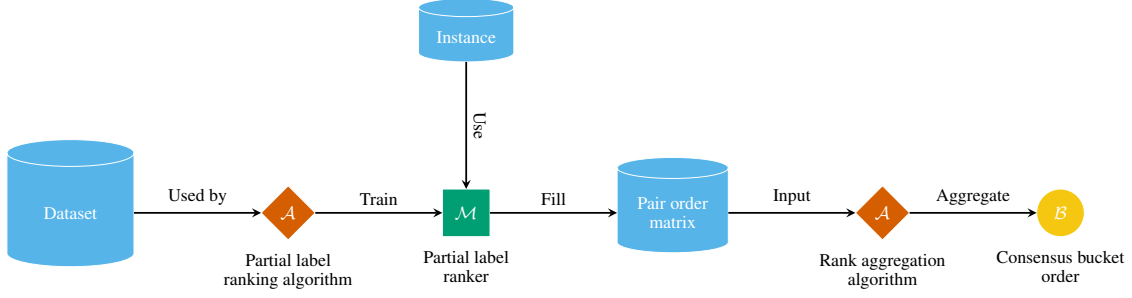 Instance
Use
Dataset
Used by
𝒜
Train
ℳ
Fill
Pair order
matrix
Input
𝒜
Aggregate
ℬ
Partial label
ranking algorithm
Partial label
ranker
Rank aggregation
algorithm
Consensus bucket
order